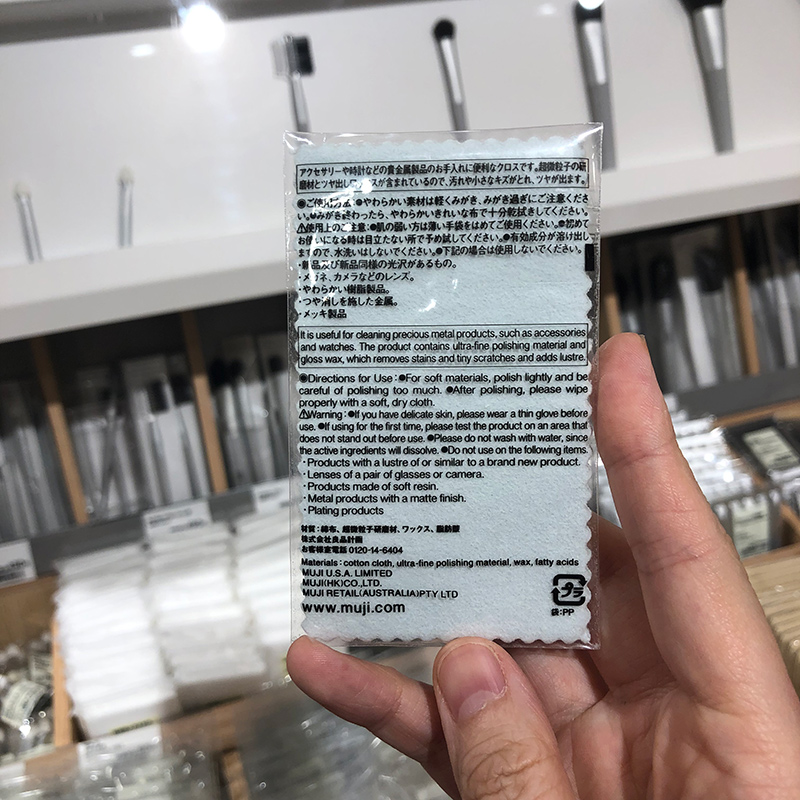 アクセサリーや時計などの貴金属製品のお手入れに便利なクロスです。超微粒子の研
磨材とツヤ出しワックスが含まれているので、汚れや小さなキズがとれ、ツヤが出ます。
●ご使用方法：●やわらかい素材は軽くみがき、みがき過ぎにご注意くださ
い。●みがき終わったら、やわらかいきれいな布で十分乾拭きしてください。
⚠使用上のご注意：●肌の弱い方は薄い手袋をはめてご使用ください。●初めて
お使いになる時は目立たない所で予め試してください。●有効成分が溶け出し
ますので、水洗いはしないでください。●下記の場合は使用しないでください。
・新品及び新品同様の光沢があるもの。
・メガネ、カメラなどのレンズ。
・やわらかい樹脂製品。
・つや消しを施した金属。
・メッキ製品
It is useful for cleaning precious metal products, such as accessories
and watches. The product contains ultra-fine polishing material and
gloss wax, which removes stains and tiny scratches and adds lustre.
●Directions for Use：●For soft materials, polish lightly and be
careful of polishing too much. ●After polishing, please wipe
properly with a soft, dry cloth.
⚠Warning：●If you have delicate skin, please wear a thin glove before
use. ●If using for the first time, please test the product on an area that
does not stand out before use. ●Please do not wash with water, since
the active ingredients will dissolve. ●Do not use on the following items.
・Products with a lustre of or similar to a brand new product.
・Lenses of a pair of glasses or camera.
・Products made of soft resin.
・Metal products with a matte finish.
・Plating products
材質：綿布、超微粒子研磨材、ワックス、脂肪酸
株式会社良品計画
お客様室電話 0120-14-6404
Materials：cotton cloth, ultra-fine polishing material, wax, fatty acids
MUJI U.S.A. LIMITED
MUJI(HK)CO.,LTD.
MUJI RETAIL(AUSTRALIA)PTY LTD
www.muji.com
プラ
袋：PP